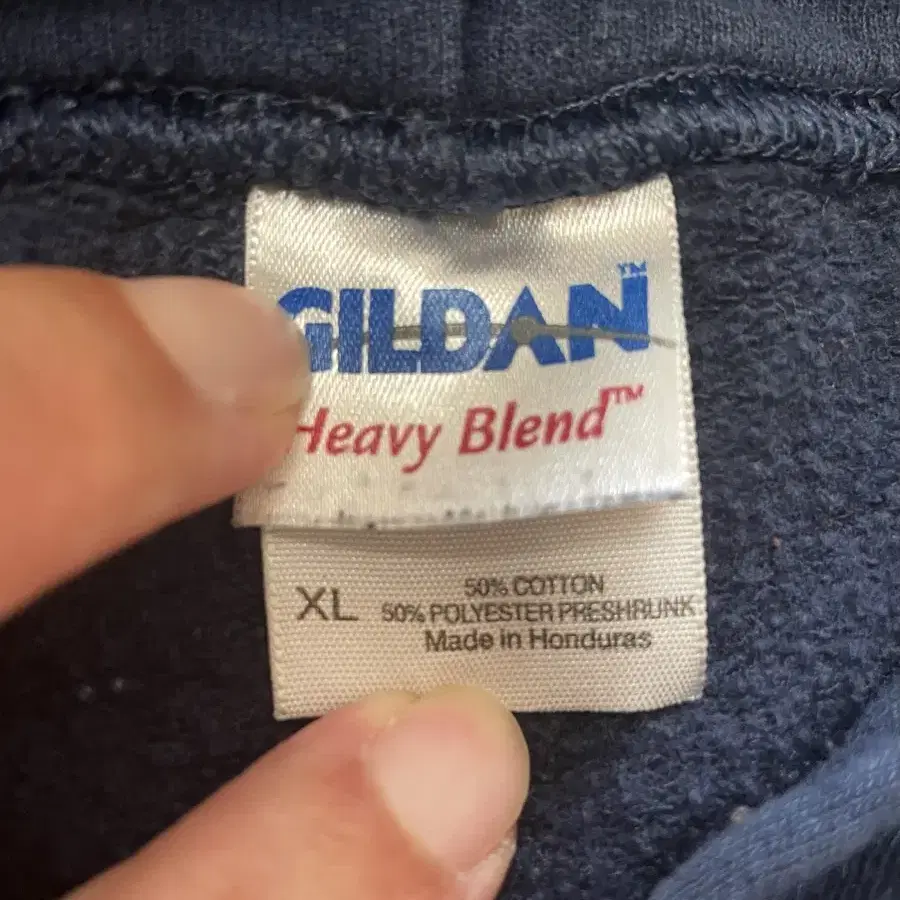 GILDAN™
Heavy Blend™
XL
50% COTTON
50% POLYESTER PRESHRUNK
Made in Honduras